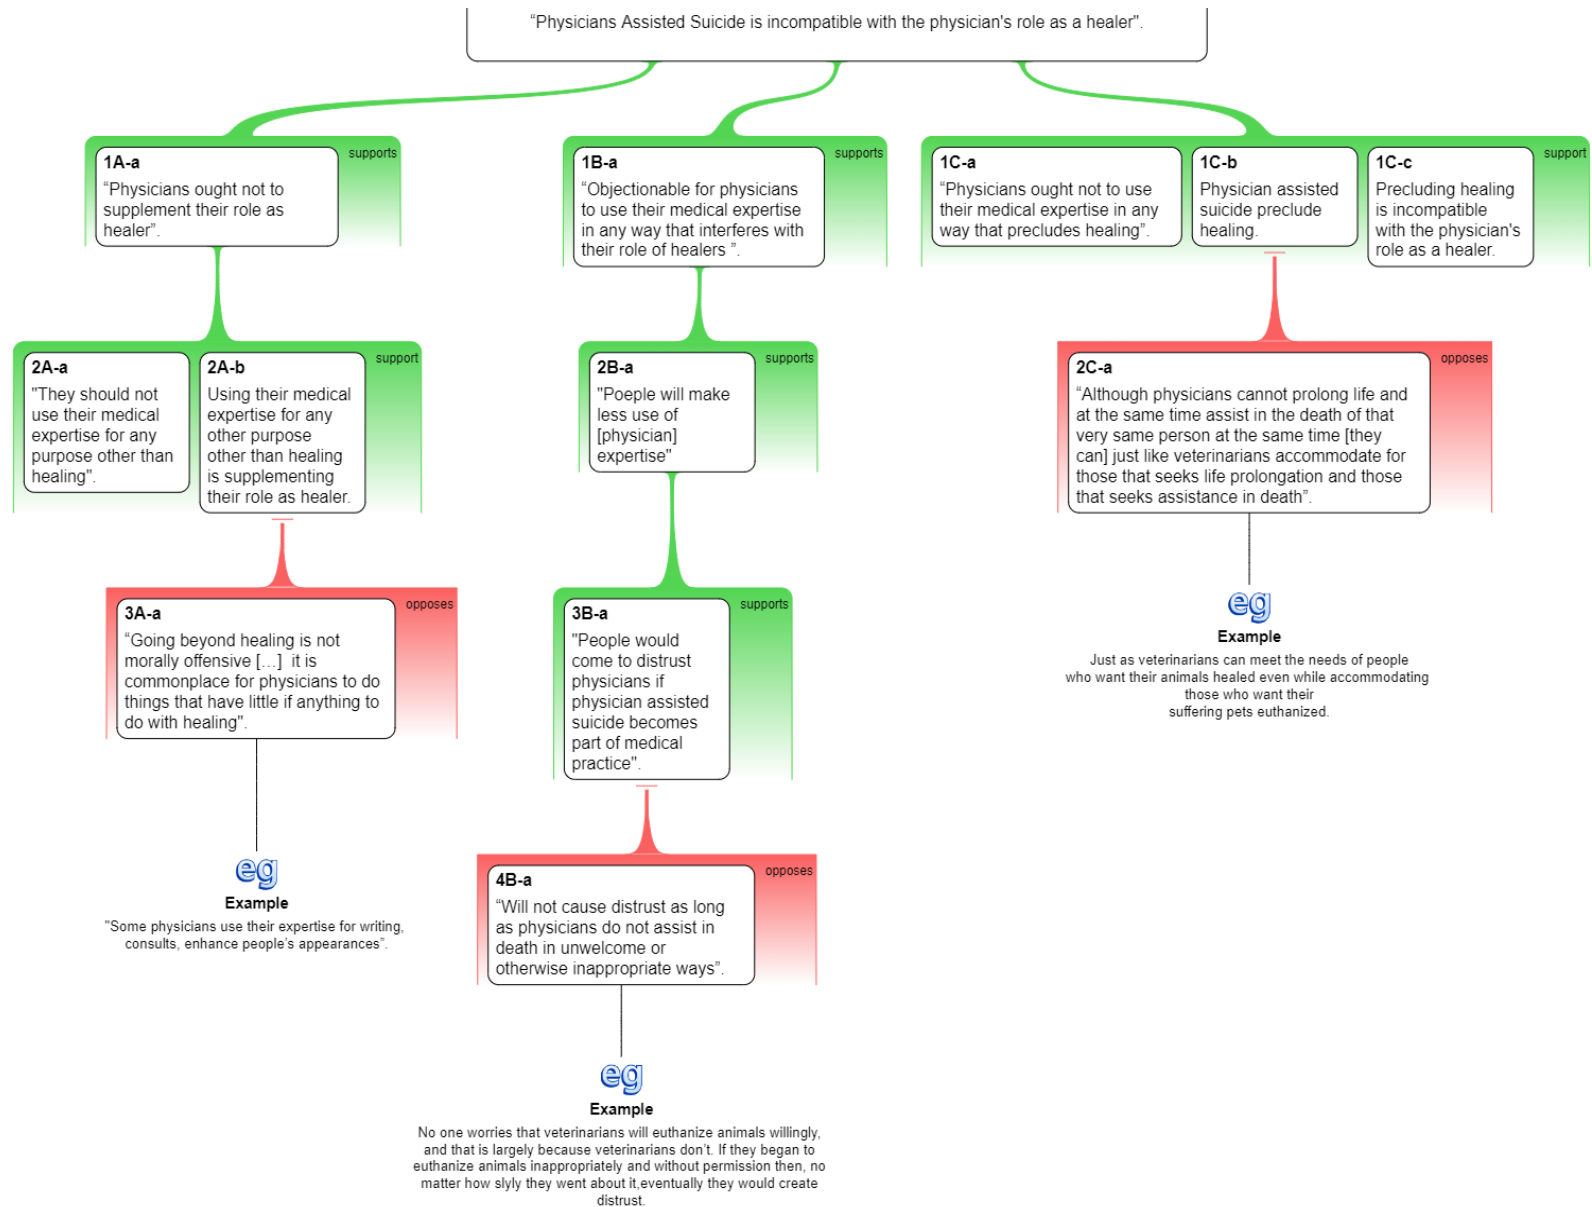 “Physicians Assisted Suicide is incompatible with the physician's role as a healer".
supports
1A-a
“Physicians ought not to
supplement their role as
healer”.
supports
1B-a
“Objectionable for physicians
to use their medical expertise
in any way that interferes with
their role of healers ”.
support
1C-a
“Physicians ought not to use
their medical expertise in any
way that precludes healing”.
1C-b
Physician assisted
suicide preclude
healing.
1C-c
Precluding healing
is incompatible
with the physician's
role as a healer.
support
2A-a
"They should not
use their medical
expertise for any
purpose other than
healing".
2A-b
Using their medical
expertise for any
other purpose
other than healing
is supplementing
their role as healer.
supports
2B-a
"Poeple will make
less use of
[physician]
expertise"
opposes
2C-a
“Although physicians cannot prolong life and
at the same time assist in the death of that
very same person at the same time [they
can] just like veterinarians accommodate for
those that seeks life prolongation and those
that seeks assistance in death”.
opposes
3A-a
“Going beyond healing is not
morally offensive […]  it is
commonplace for physicians to do
things that have little if anything to
do with healing".
supports
3B-a
"People would
come to distrust
physicians if
physician assisted
suicide becomes
part of medical
practice".
eg
Example
Just as veterinarians can meet the needs of people
who want their animals healed even while accommodating
those who want their
suffering pets euthanized.
eg
Example
"Some physicians use their expertise for writing,
consults, enhance people’s appearances”.
opposes
4B-a
“Will not cause distrust as long
as physicians do not assist in
death in unwelcome or
otherwise inappropriate ways”.
eg
Example
No one worries that veterinarians will euthanize animals willingly,
and that is largely because veterinarians don’t. If they began to
euthanize animals inappropriately and without permission then, no
matter how slyly they went about it,eventually they would create
distrust.